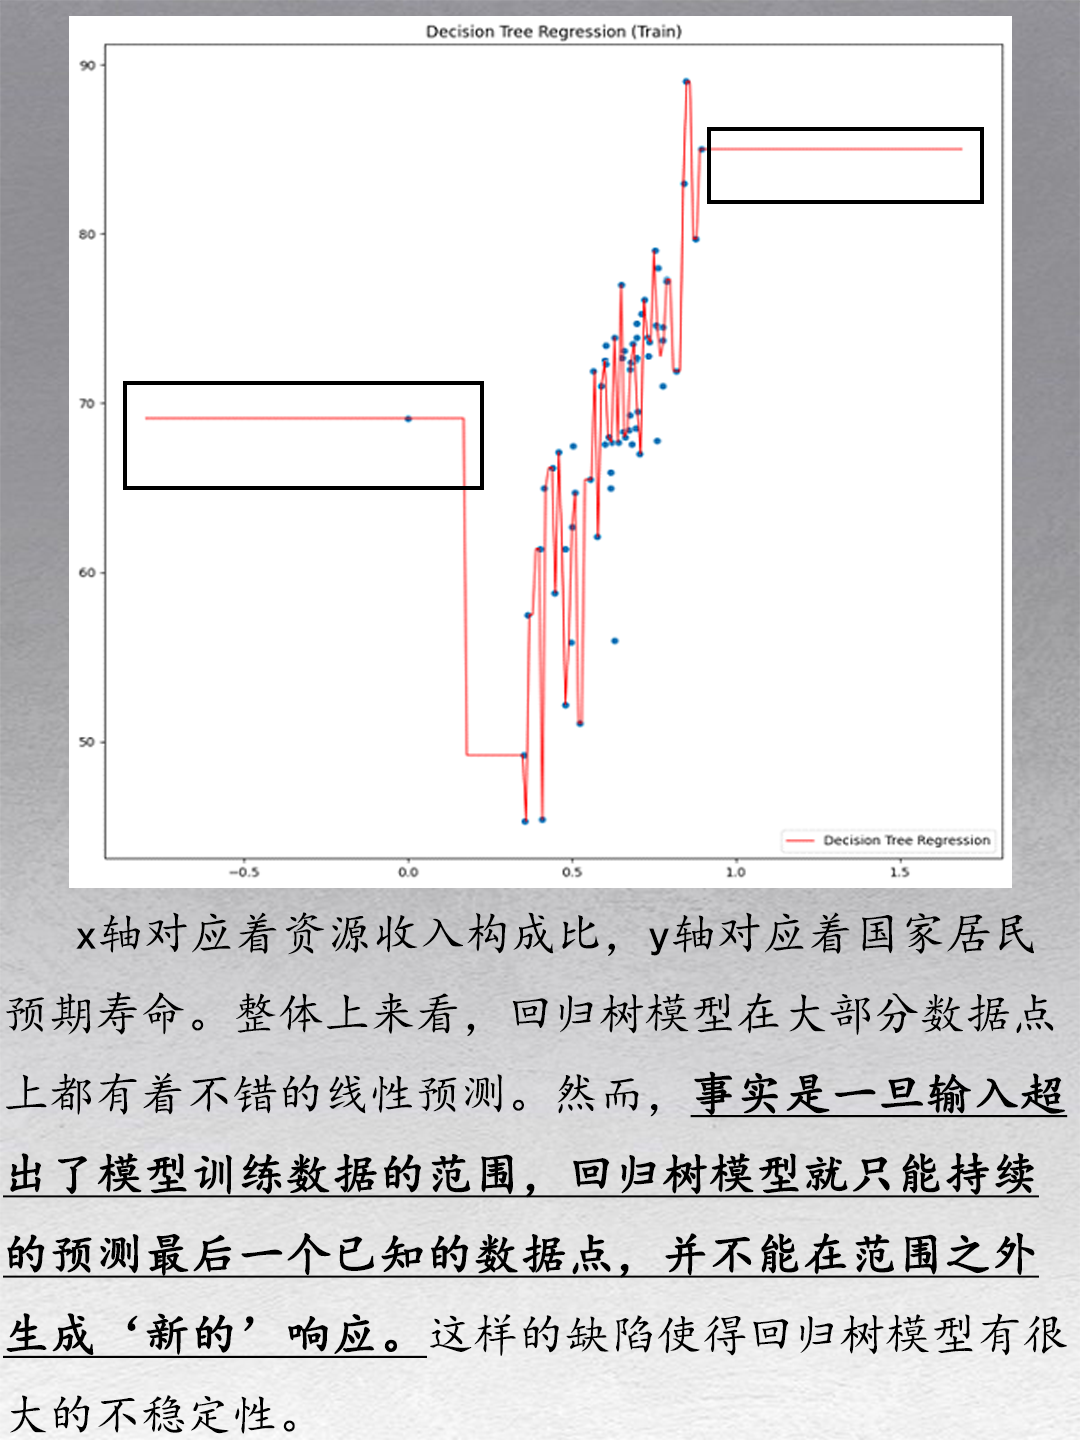 Decision Tree Regression (Train)
90
80
70
60
50
Decision Tree Regression
−0.5
0.0
0.5
1.0
1.5
x轴对应着资源收入构成比，y轴对应着国家居民
预期寿命。整体上来看，回归树模型在大部分数据点
上都有着不错的线性预测。然而，事实是一旦输入超
出了模型训练数据的范围，回归树模型就只能持续
的预测最后一个已知的数据点，并不能在范围之外
生成‘新的’响应。这样的缺陷使得回归树模型有很
大的不稳定性。